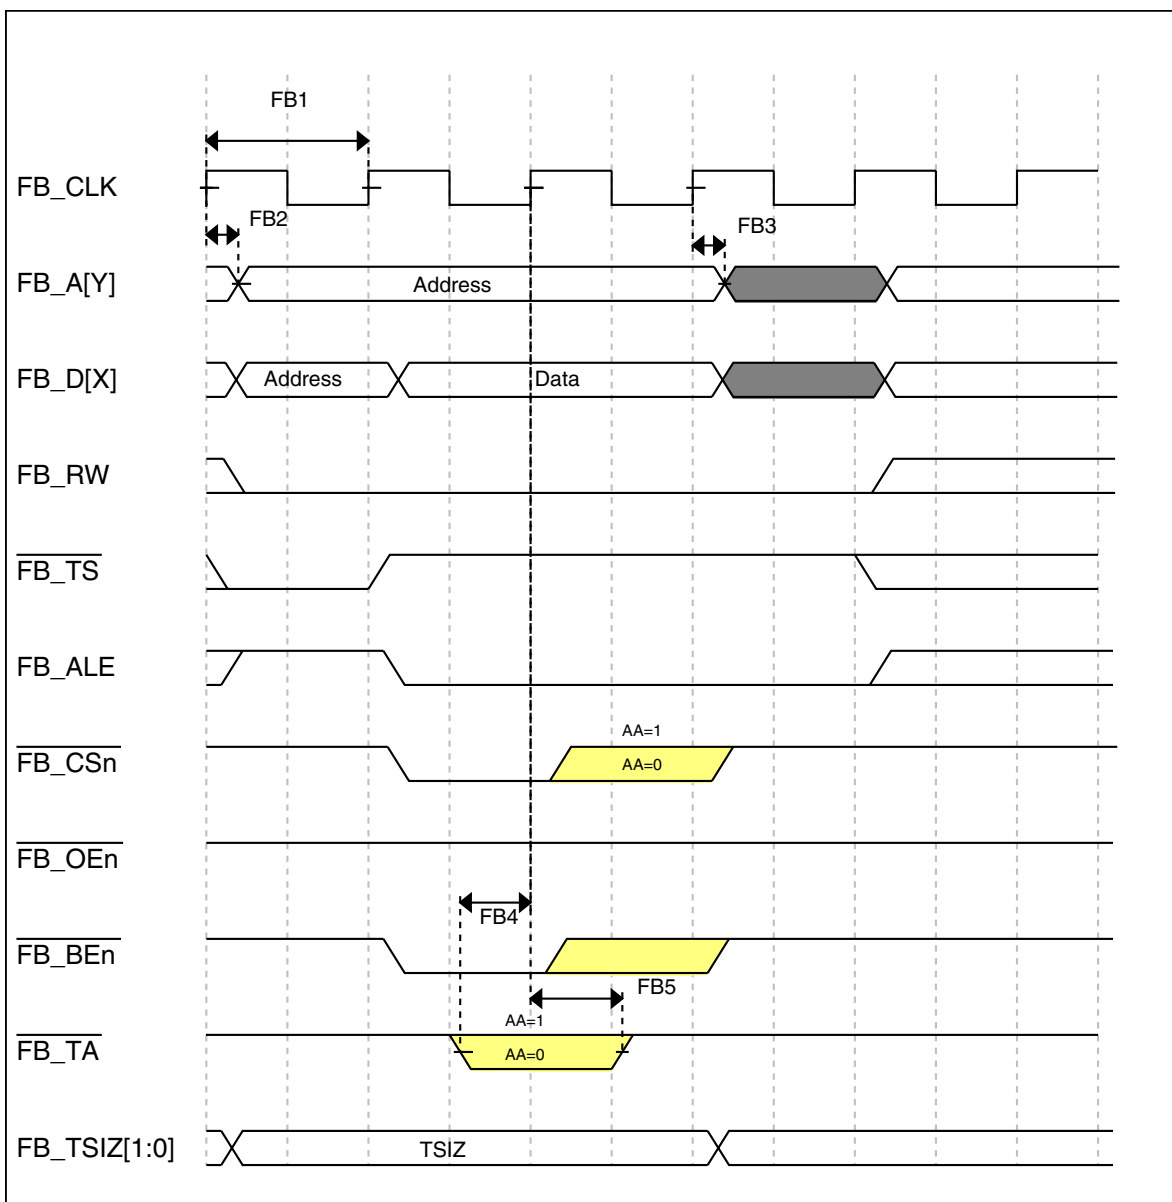 FB1
FB_CLK
FB2
FB3
FB_A[Y]
Address
FB_D[X]
Address
Data
FB_RW
FB_TS
FB_ALE
AA=1
FB_CSn
AA=0
FB_OEn
FB4
FB_BEn
FB5
AA=1
FB_TA
AA=0
FB_TSIZ[1:0]
TSIZ